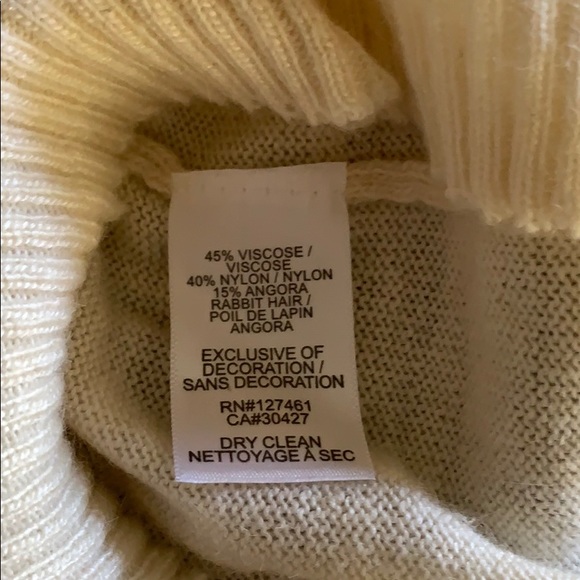 45% VISCOSE /
VISCOSE
40% NYLON / NYLON
15% ANGORA
RABBIT HAIR /
POIL DE LAPIN
ANGORA
EXCLUSIVE OF
DECORATION /
SANS DECORATION
RN#127461
CA#30427
DRY CLEAN
NETTOYAGE À SEC